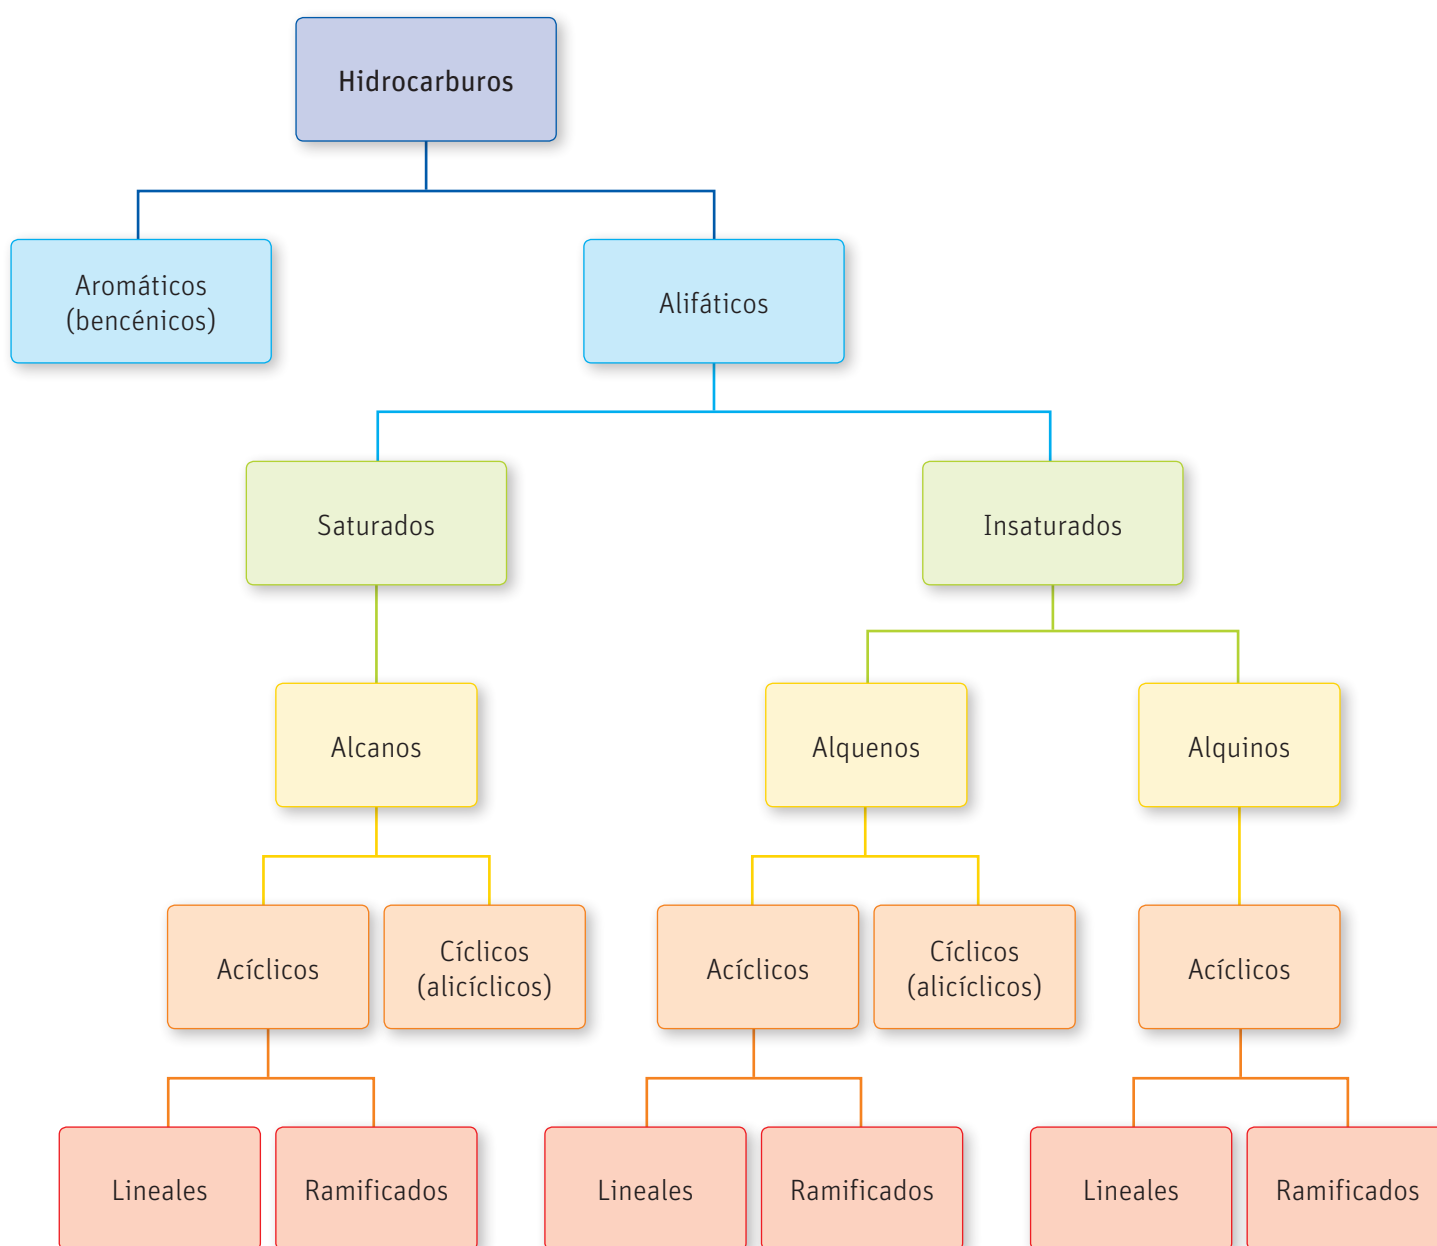 Hidrocarburos
Aromáticos
(bencénicos)
Alifáticos
Saturados
Insaturados
Alcanos
Alquenos
Alquinos
Acíclicos
Cíclicos
(alicíclicos)
Acíclicos
Cíclicos
(alicíclicos)
Acíclicos
Lineales
Ramificados
Lineales
Ramificados
Lineales
Ramificados